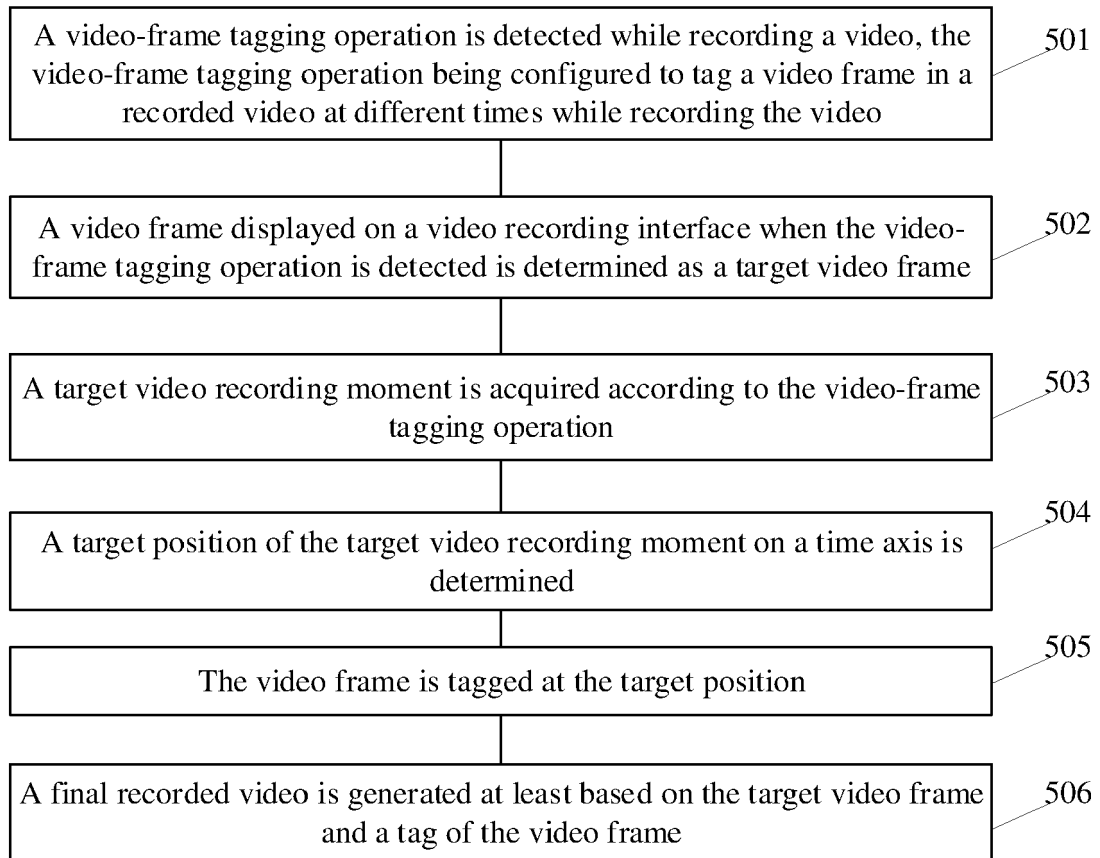 A video-frame tagging operation is detected while recording a video, the
video-frame tagging operation being configured to tag a video frame in a
recorded video at different times while recording the video
501
A video frame displayed on a video recording interface when the video-
frame tagging operation is detected is determined as a target video frame
502
A target video recording moment is acquired according to the video-frame
tagging operation
503
A target position of the target video recording moment on a time axis is
determined
504
The video frame is tagged at the target position
505
A final recorded video is generated at least based on the target video frame
and a tag of the video frame
506